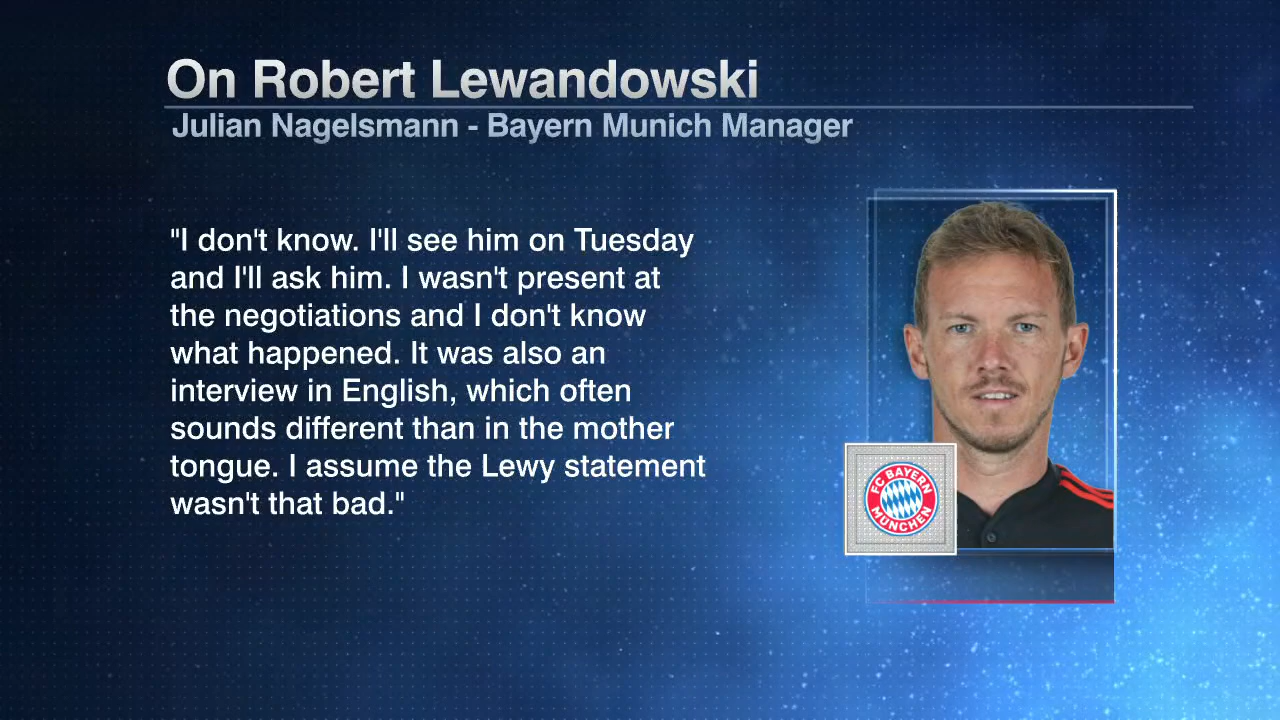 On Robert Lewandowski
Julian Nagelsmann - Bayern Munich Manager
"I don't know. I'll see him on Tuesday
and I'll ask him. I wasn't present at
the negotiations and I don't know
what happened. It was also an
interview in English, which often
sounds different than in the mother
tongue. I assume the Lewy statement
wasn't that bad."
FC BAYERN
MÜNCHEN